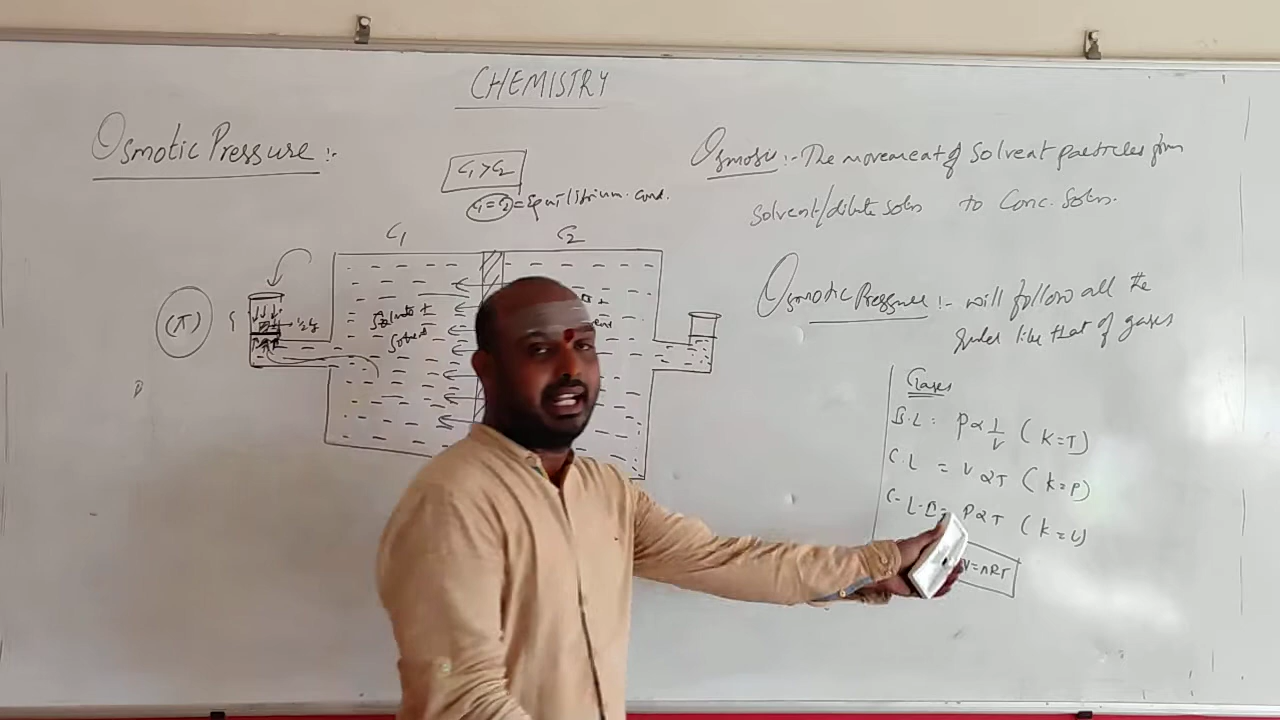 CHEMISTRY
Osmotic Pressure :-
C1 > C2
C1 = C2 = Equilibrium cond.
C1
C2
(π)
Solute +
Solvent
Osmosis :- The movement of Solvent particles from
Solvent/dilute Solns to Conc. Solns.
Osmotic Pressure :- will follow all the
like that of gases
Gases
B.L : P ∝ 1/V (K=T)
C.L = V ∝ T (K=P)
C-L-II = P ∝ T (K=V)
V=nRT
P